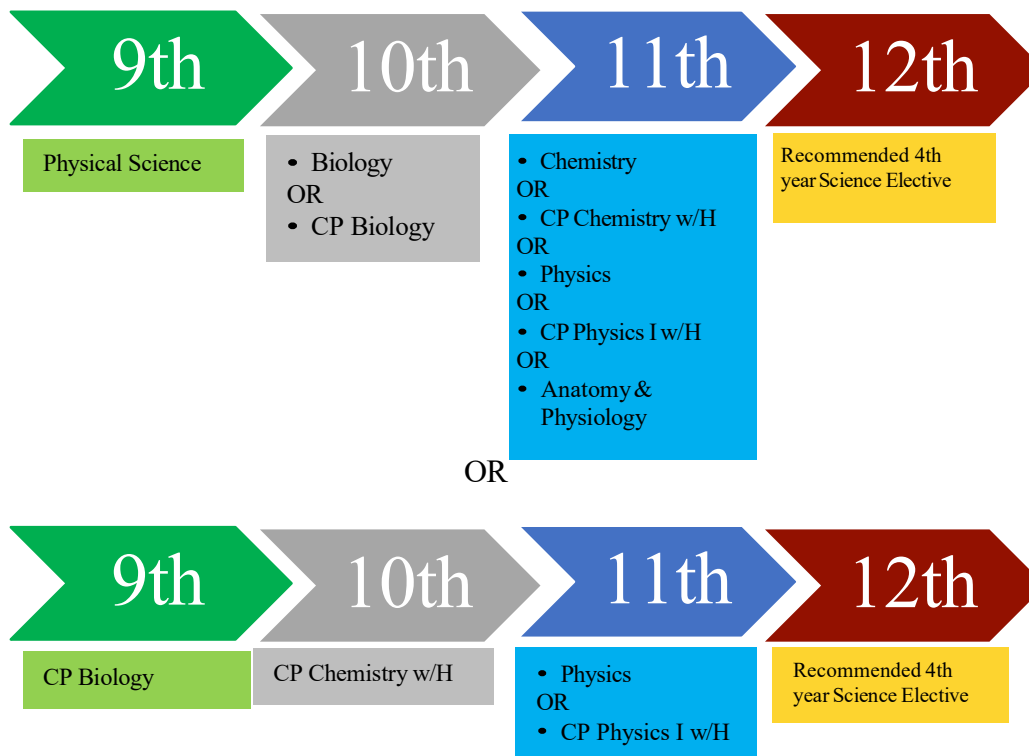 9th
10th
11th
12th
Physical Science
• Biology
OR
• CP Biology
• Chemistry
OR
• CP Chemistry w/H
OR
• Physics
OR
• CP Physics I w/H
OR
• Anatomy &
Physiology
Recommended 4th
year Science Elective
OR
9th
10th
11th
12th
CP Biology
CP Chemistry w/H
• Physics
OR
• CP Physics I w/H
Recommended 4th
year Science Elective